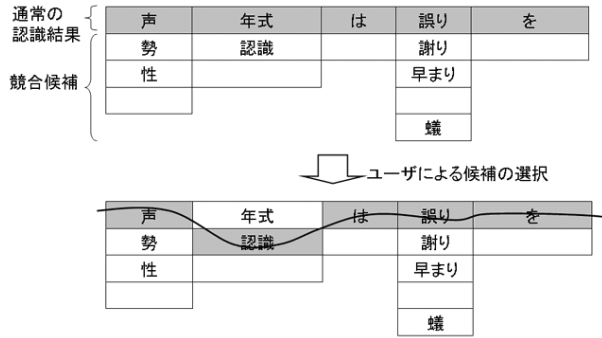 通常の
認識結果
声 年式 は 誤り を
競合候補
勢 認識 謝り
性 早まり
蟻
ユーザによる候補の選択
声 年式 は 誤り を
勢 認識 謝り
性 早まり
蟻